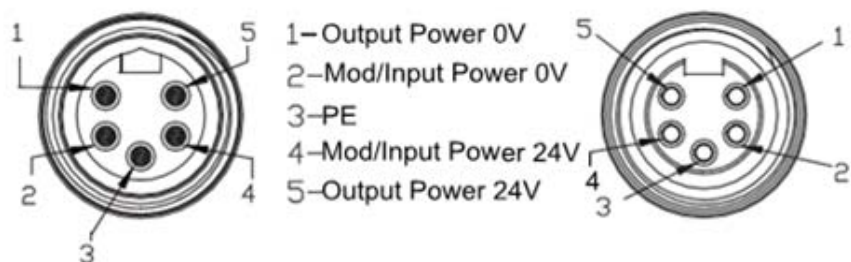 1
5
2
4
3
1-Output Power 0V
2-Mod/Input Power 0V
3-PE
4-Mod/Input Power 24V
5-Output Power 24V
5
1
4
2
3